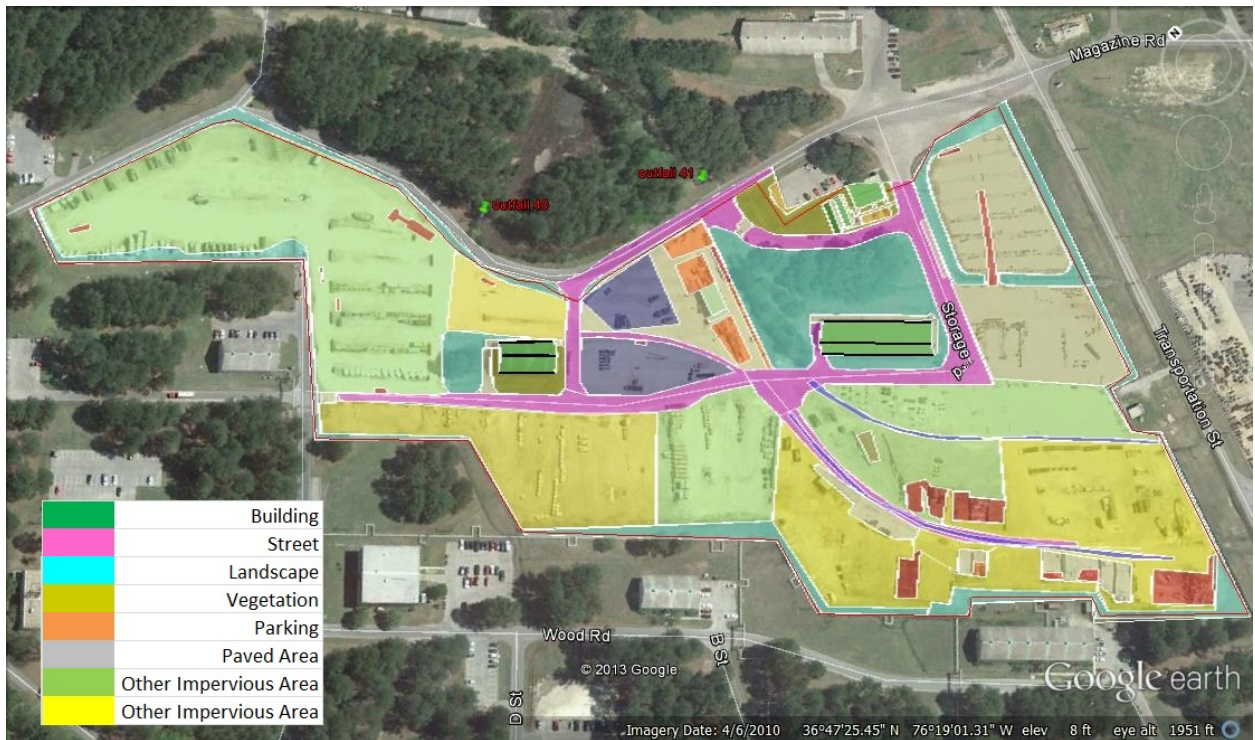 Magazine Rd
N
outfall 41
outfall 40
Storage
Transportation St
Building
Street
Landscape
Vegetation
Parking
Paved Area
Other Impervious Area
Other Impervious Area
Wood Rd
B St
D St
© 2013 Google
Google earth
Imagery Date: 4/6/2010 36°47'25.45" N 76°19'01.31" W elev 8 ft eye alt 1951 ft